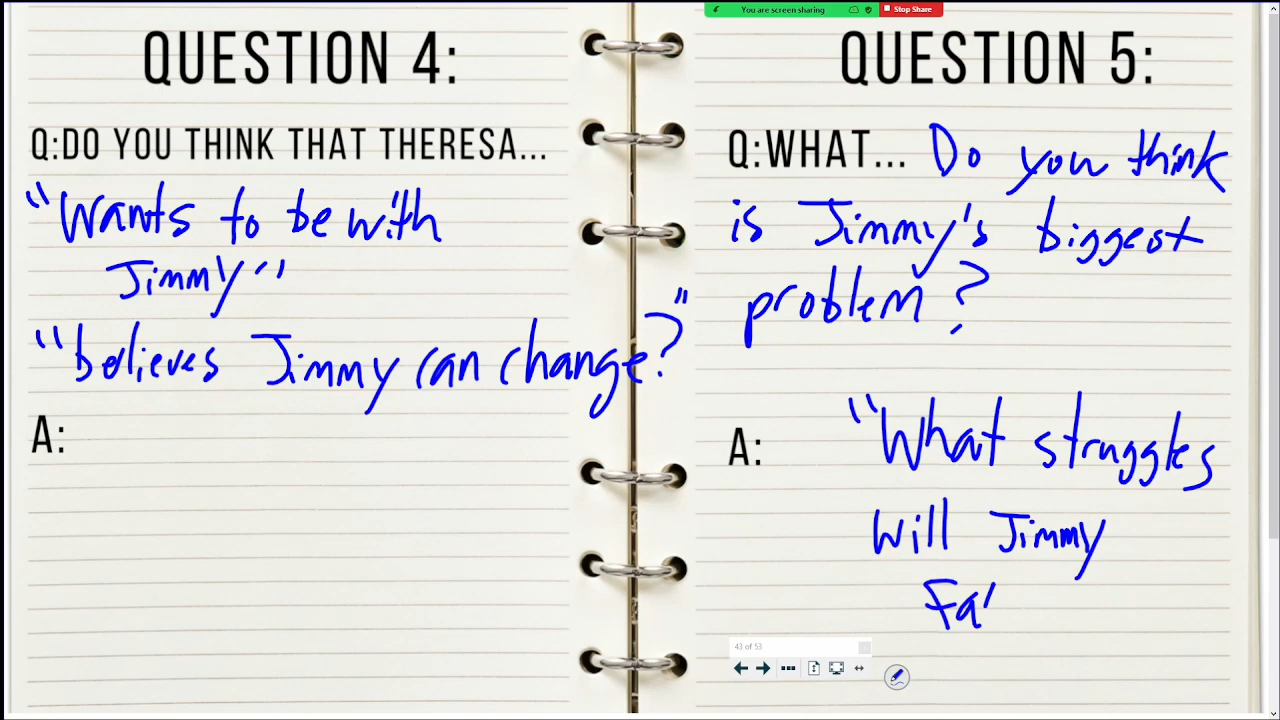 You are screen sharing
Stop Share
QUESTION 4:
Q:DO YOU THINK THAT THERESA...
"Wants to be with
Jimmy"
"believes Jimmy can change?"
A:
QUESTION 5:
Q:WHAT... Do you think
is Jimmy's biggest
problem?
A: "What struggles
will Jimmy
Fa
43 of 53